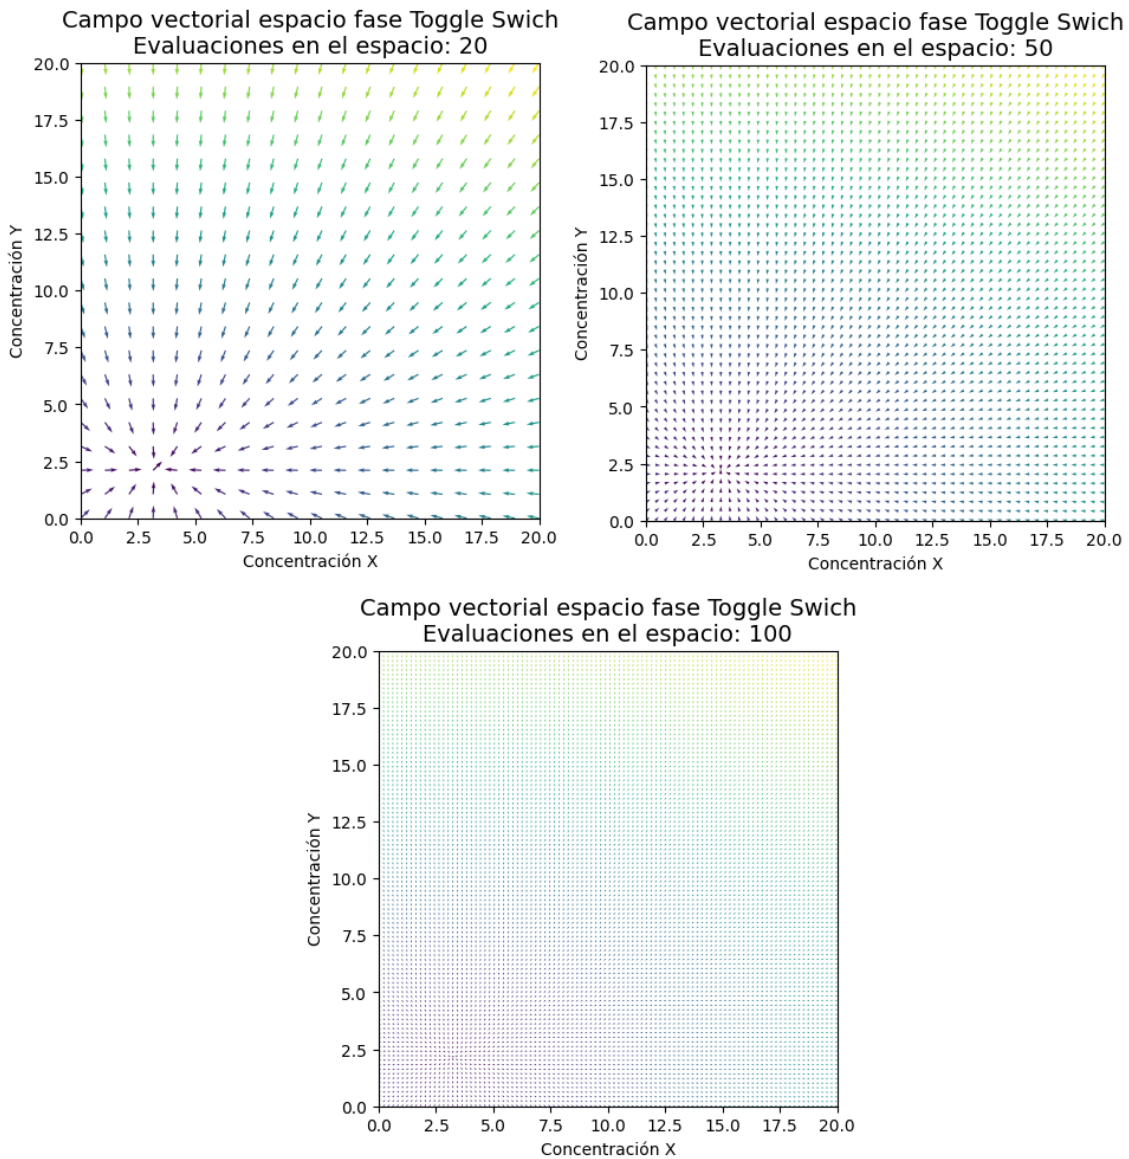 Campo vectorial espacio fase Toggle Swich
Evaluaciones en el espacio: 20
20.0
17.5
15.0
12.5
10.0
7.5
5.0
2.5
0.0
Concentración Y
0.0 2.5 5.0 7.5 10.0 12.5 15.0 17.5 20.0
Concentración X
Campo vectorial espacio fase Toggle Swich
Evaluaciones en el espacio: 50
20.0
17.5
15.0
12.5
10.0
7.5
5.0
2.5
0.0
Concentración Y
0.0 2.5 5.0 7.5 10.0 12.5 15.0 17.5 20.0
Concentración X
Campo vectorial espacio fase Toggle Swich
Evaluaciones en el espacio: 100
20.0
17.5
15.0
12.5
10.0
7.5
5.0
2.5
0.0
Concentración Y
0.0 2.5 5.0 7.5 10.0 12.5 15.0 17.5 20.0
Concentración X